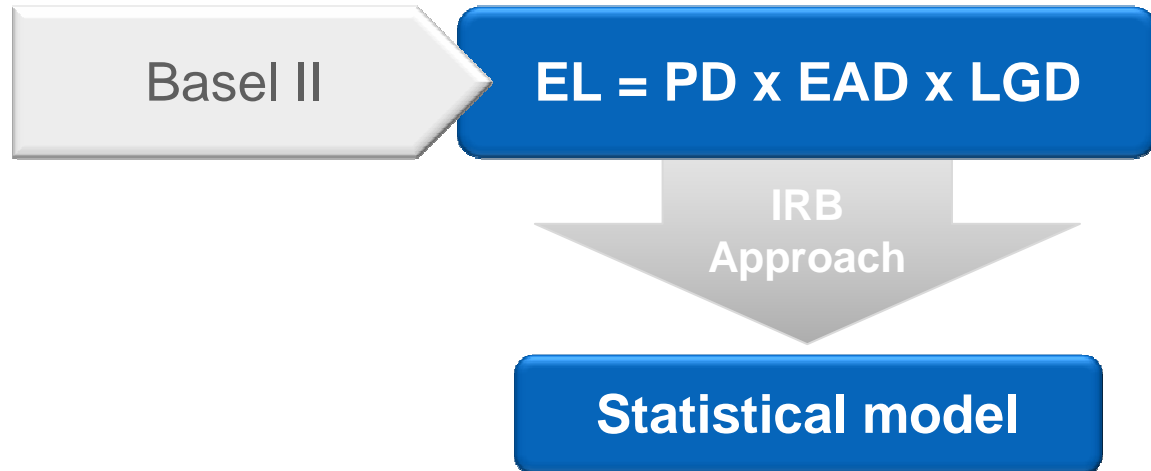 Basel II
EL = PD x EAD x LGD
IRB
Approach
Statistical model